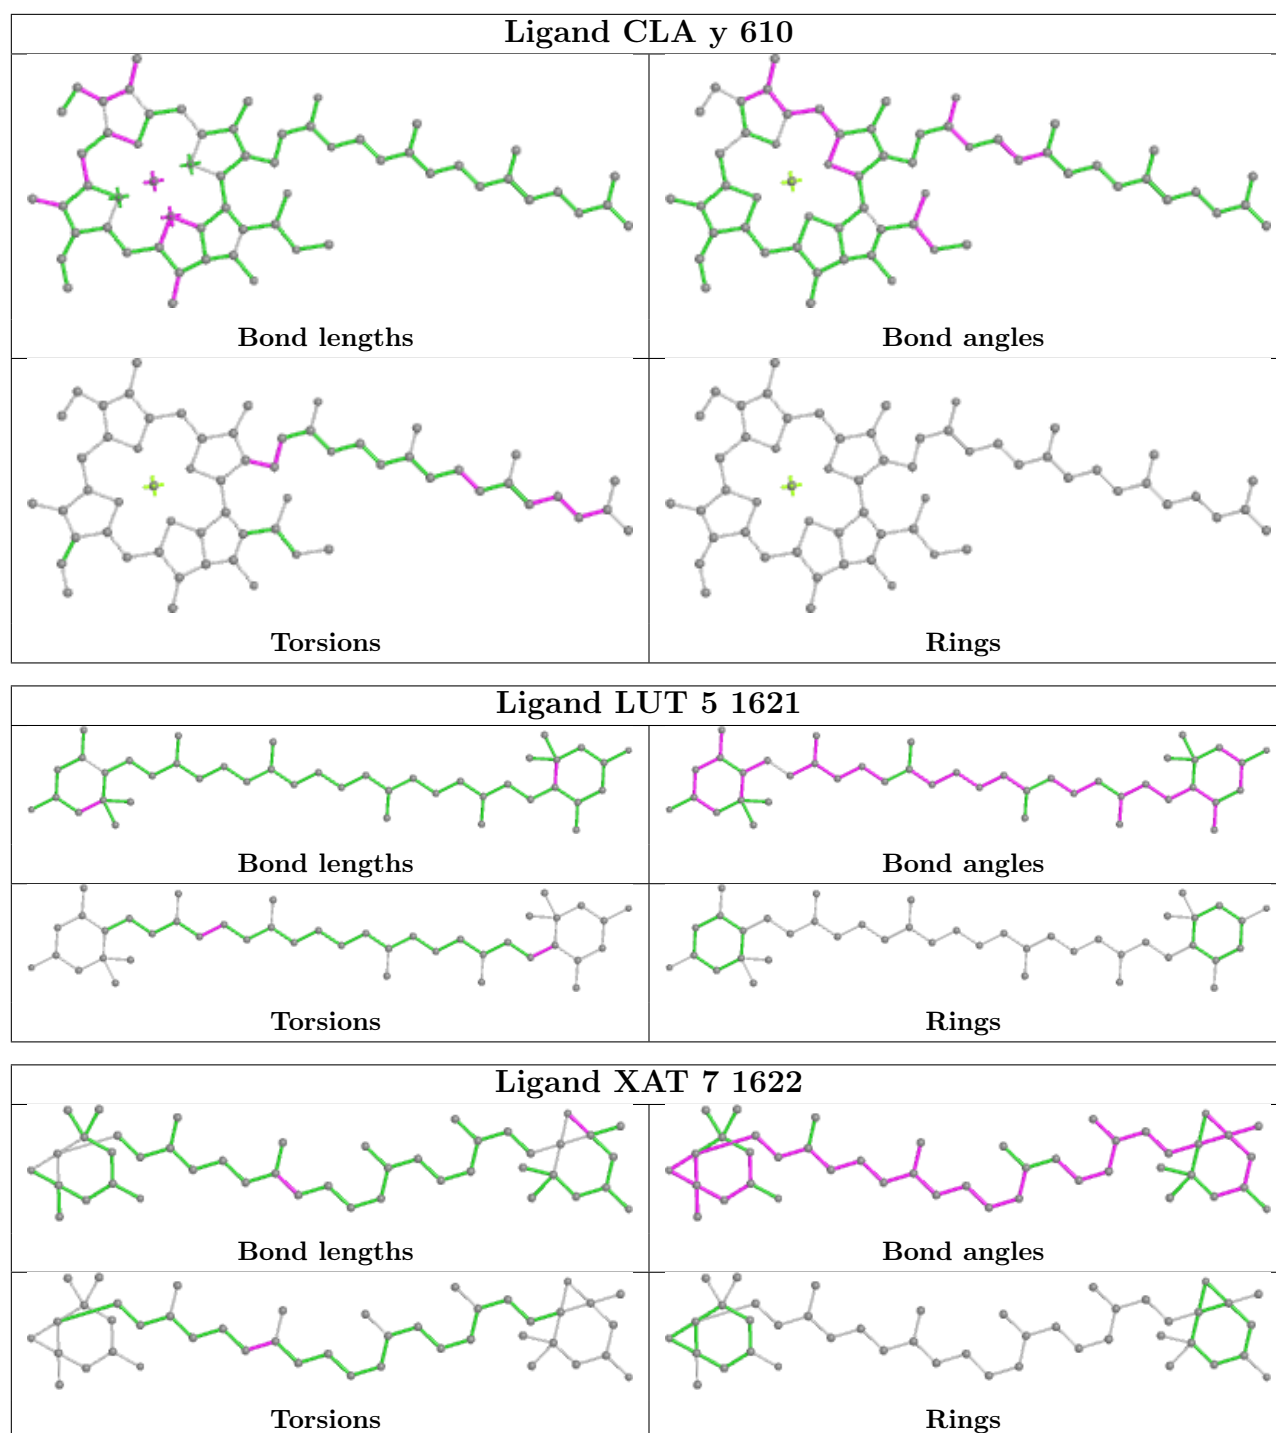 Ligand CLA y 610
Bond lengths
Bond angles
Torsions
Rings
Ligand LUT 5 1621
Bond lengths
Bond angles
Torsions
Rings
Ligand XAT 7 1622
Bond lengths
Bond angles
Torsions
Rings